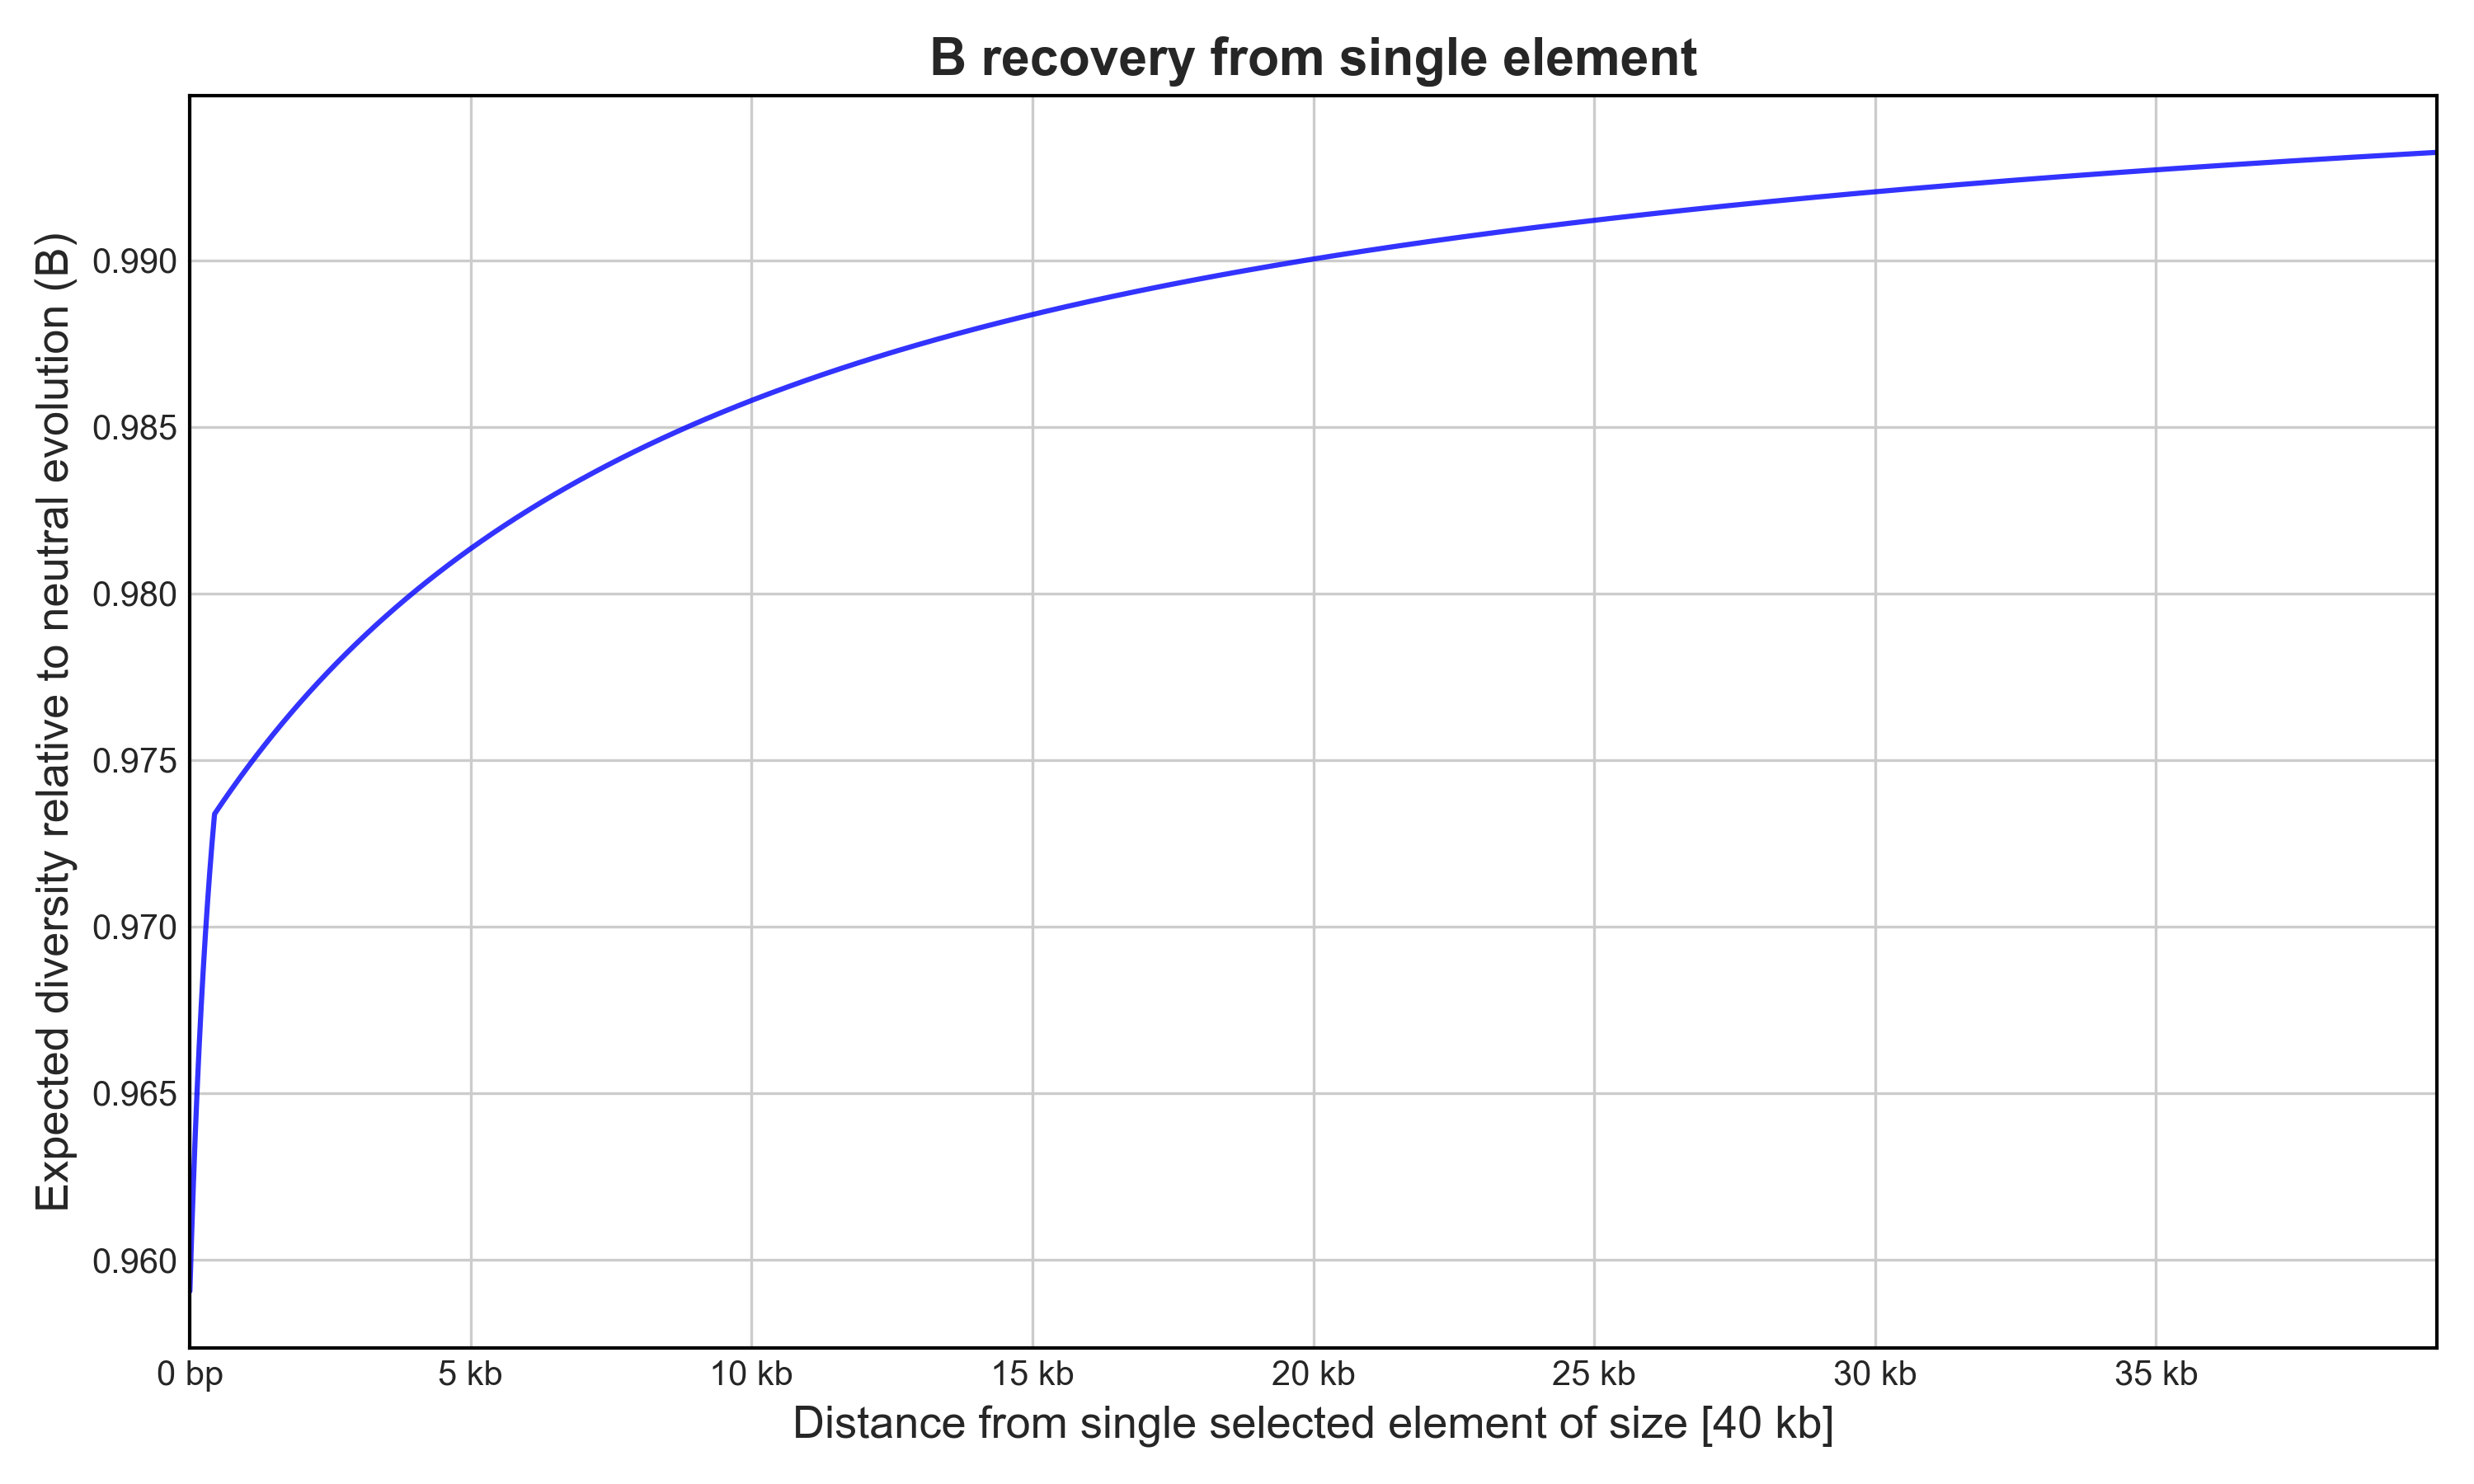 B recovery from single element
Expected diversity relative to neutral evolution (B)
0.990
0.985
0.980
0.975
0.970
0.965
0.960
0 bp
5 kb
10 kb
15 kb
20 kb
25 kb
30 kb
35 kb
Distance from single selected element of size [40 kb]